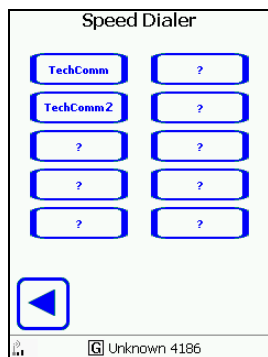 Speed Dialer
TechComm ?
TechComm2 ?
? ?
? ?
? ?
G Unknown 4186